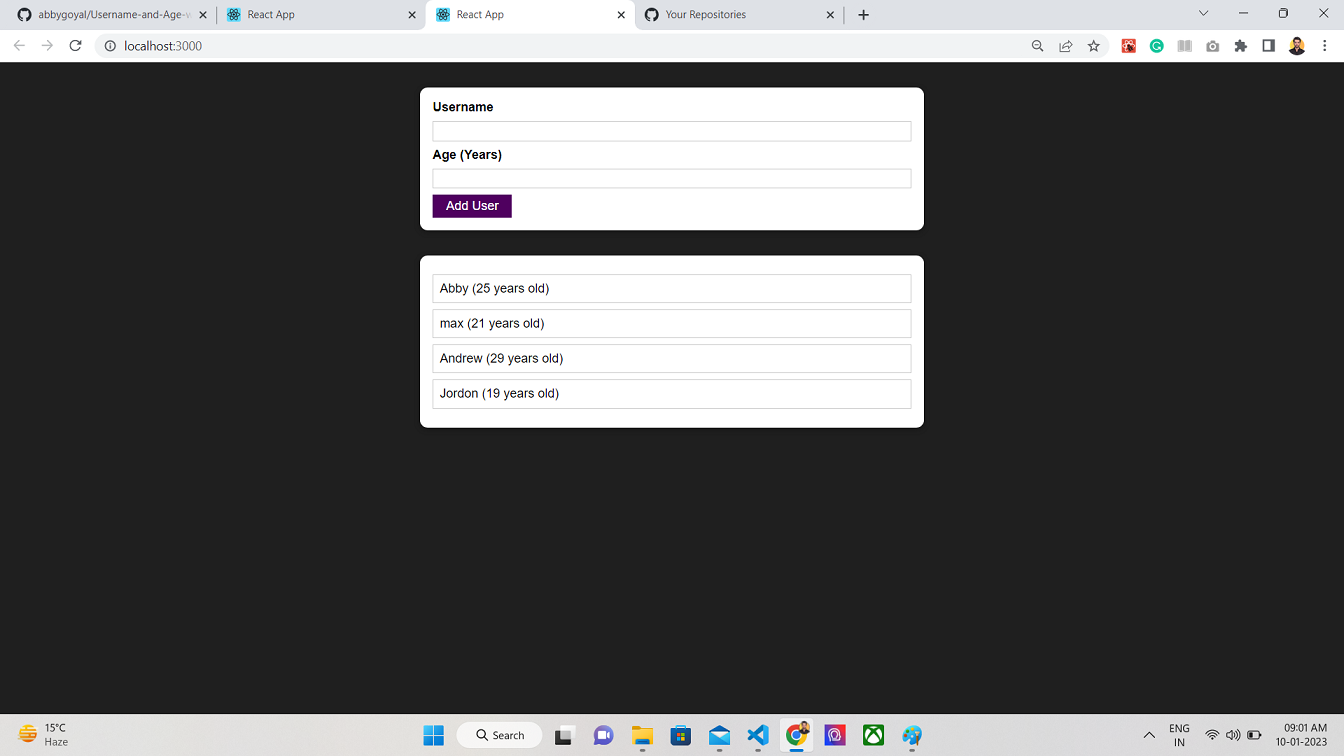 abbygoyal/Username-and-Age-w
React App
React App
Your Repositories
localhost:3000
Username
Age (Years)
Add User
Abby (25 years old)
max (21 years old)
Andrew (29 years old)
Jordon (19 years old)
15°C
Haze
Search
ENG
IN
09:01 AM
10-01-2023